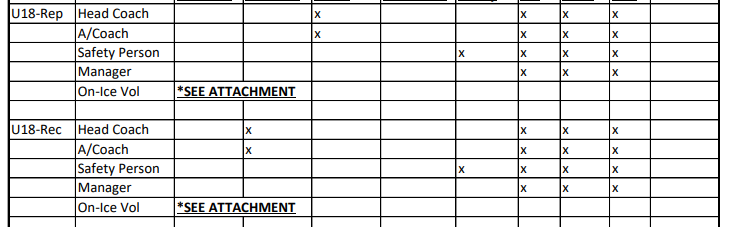 U18-Rep Head Coach x x x x
A/Coach x x x x
Safety Person x x x x
Manager x x x
On-Ice Vol *SEE ATTACHMENT
U18-Rec Head Coach x x x x
A/Coach x x x x
Safety Person x x x x
Manager x x x
On-Ice Vol *SEE ATTACHMENT